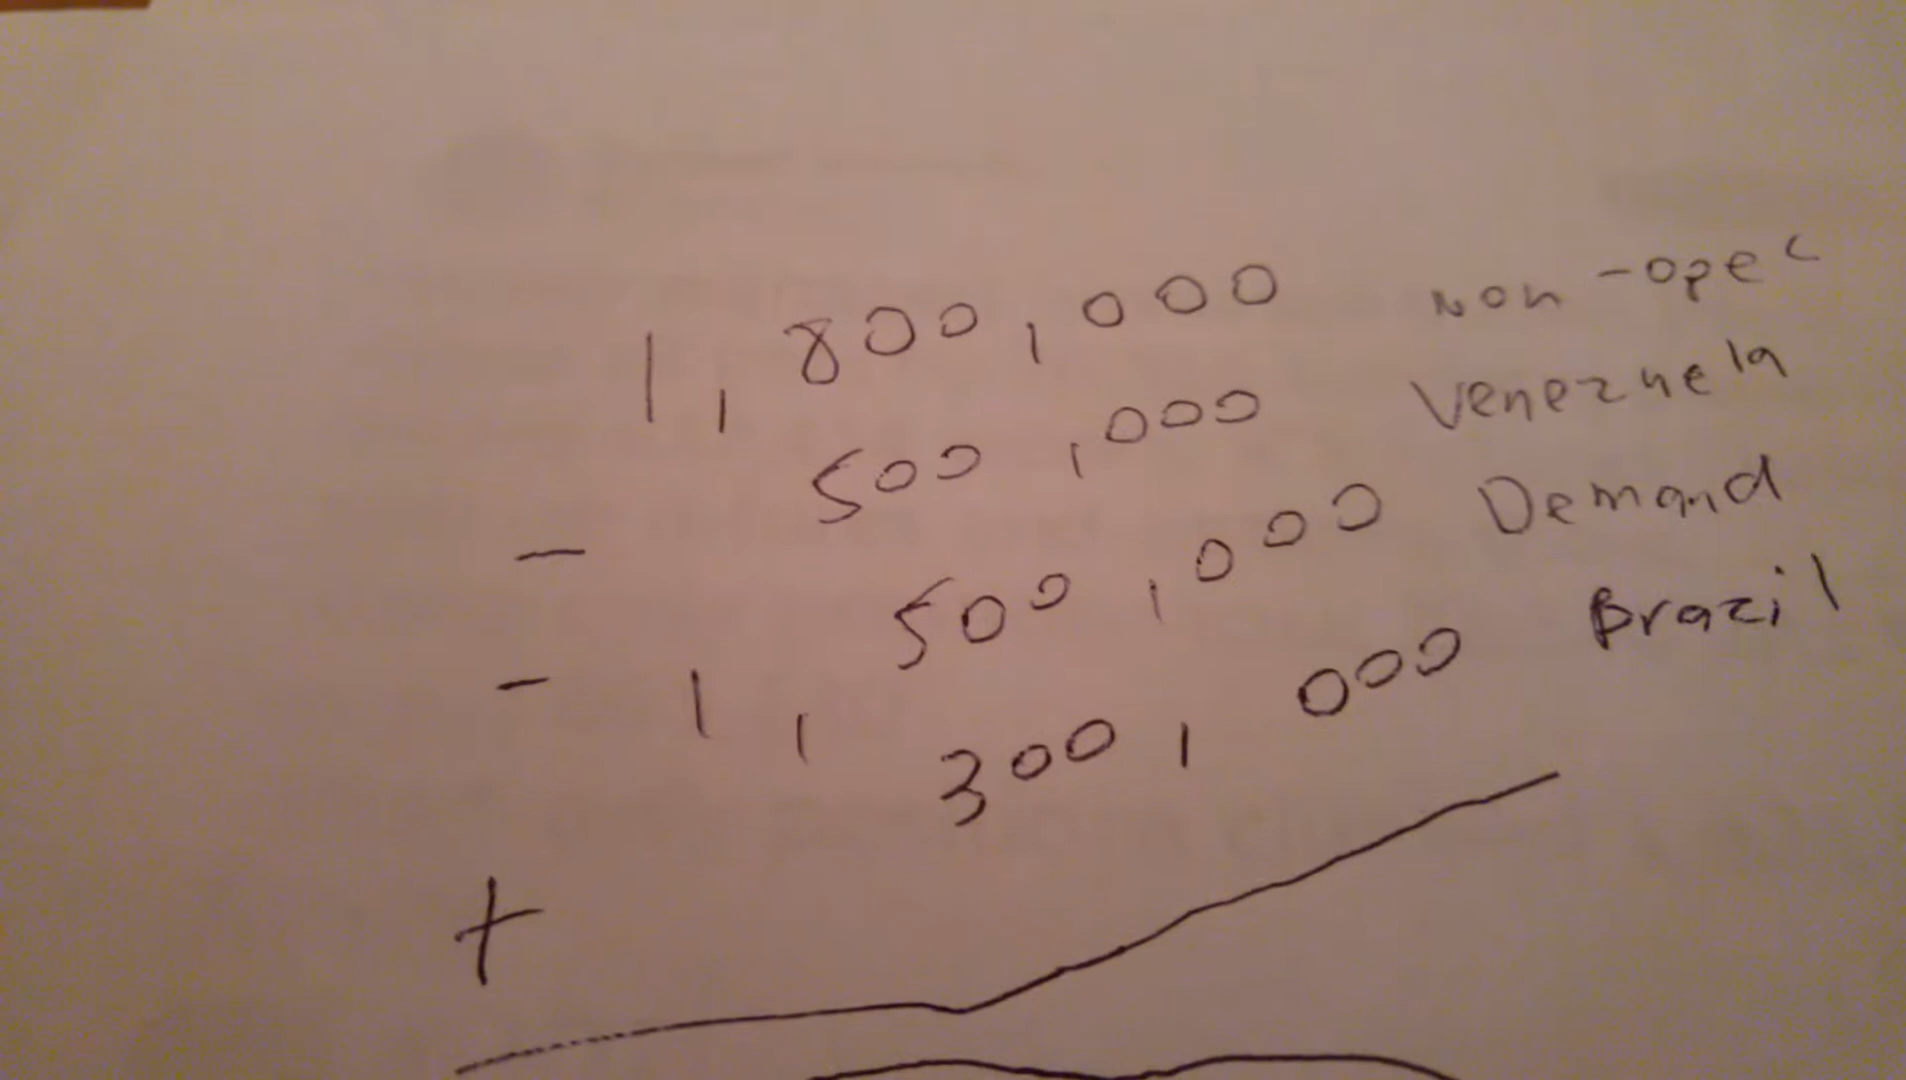 1,800,000 non-opec
- 500,000 Venezuela
- 1,500,000 Demand
+ 300,000 Brazil